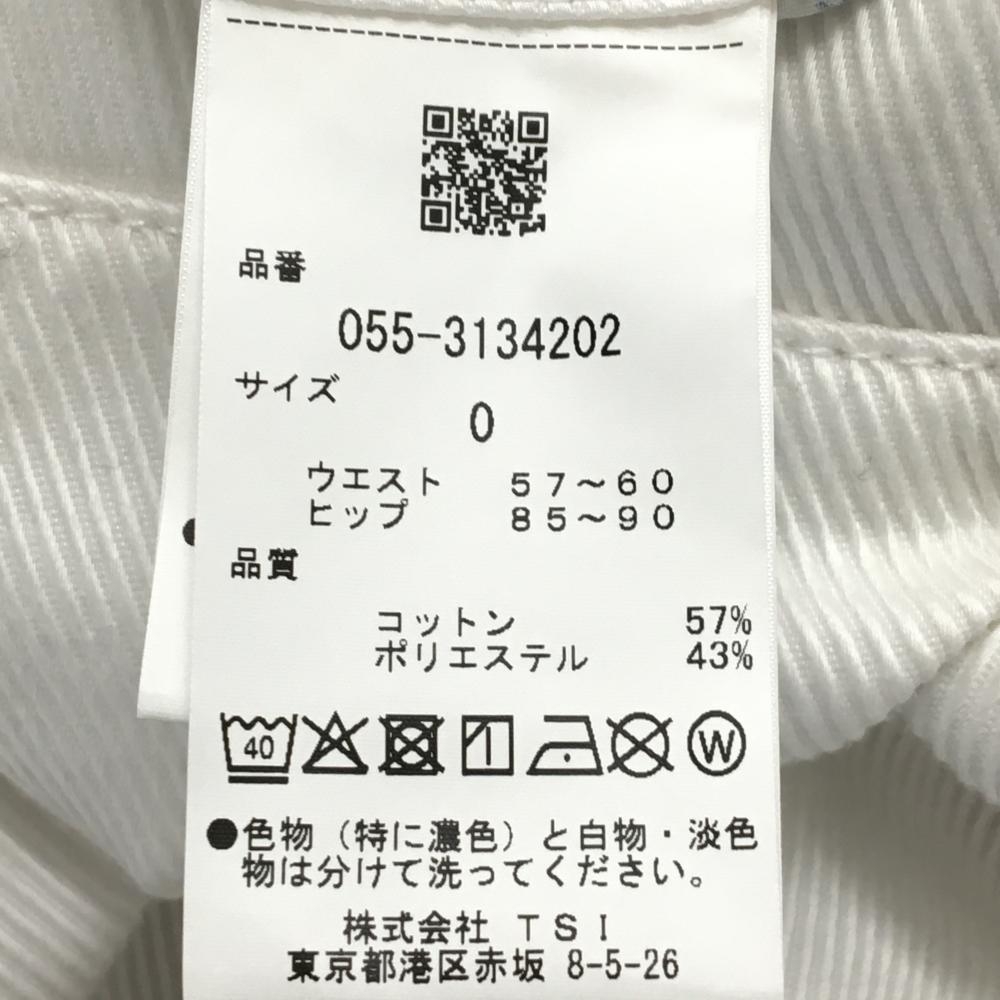 品番
055-3134202
サイズ
0
ウエスト 57〜60
ヒップ 85〜90
品質
コットン 57%
ポリエステル 43%
40 W
●色物(特に濃色)と白物・淡色
物は分けて洗ってください。
株式会社 TSI
東京都港区赤坂 8-5-26